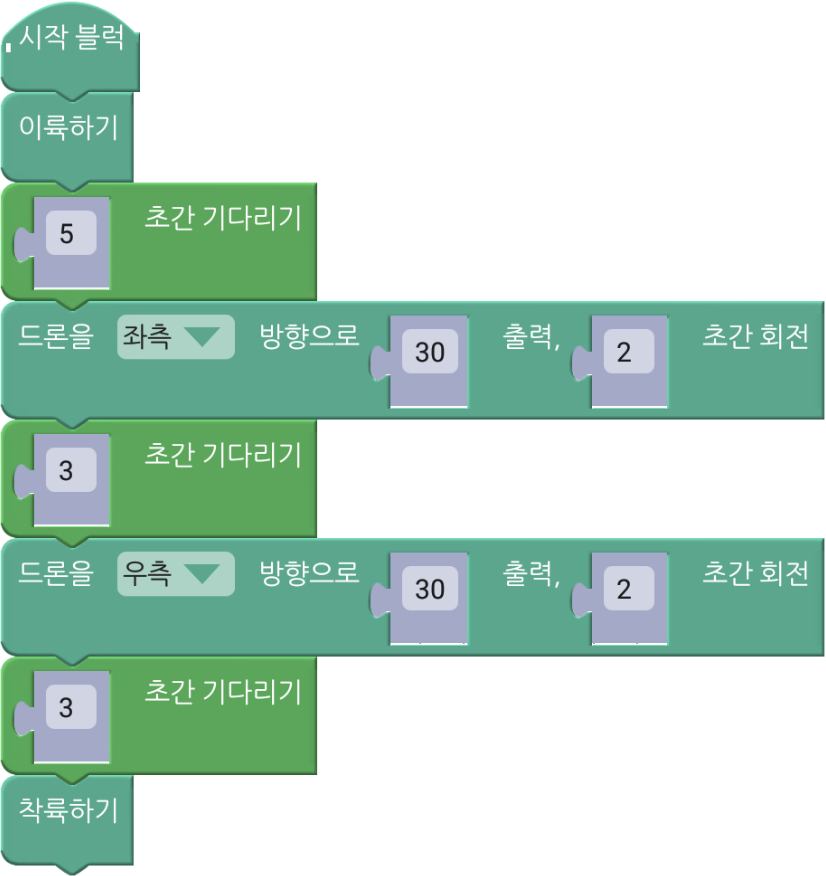 시작 블럭
이륙하기
5 초간 기다리기
드론을 좌측 방향으로 30 출력, 2 초간 회전
3 초간 기다리기
드론을 우측 방향으로 30 출력, 2 초간 회전
3 초간 기다리기
착륙하기